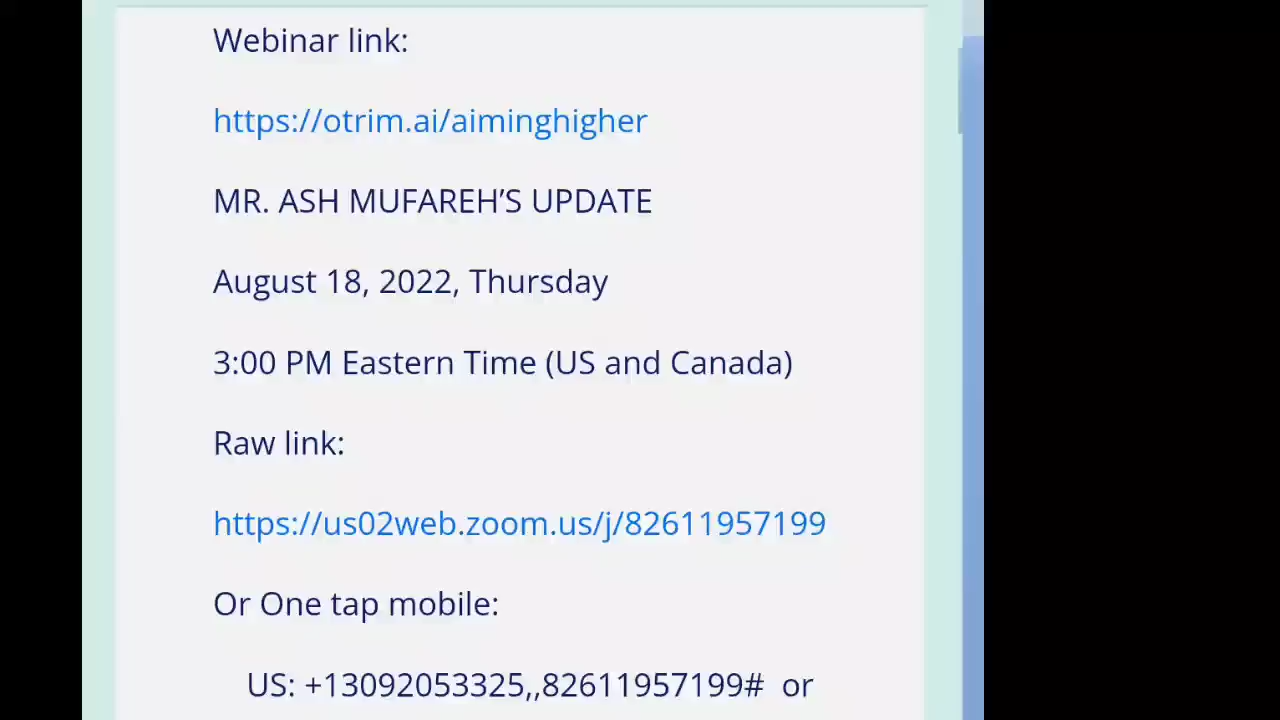 Webinar link:
https://otrim.ai/aiminghigher
MR. ASH MUFAREH’S UPDATE
August 18, 2022, Thursday
3:00 PM Eastern Time (US and Canada)
Raw link:
https://us02web.zoom.us/j/82611957199
Or One tap mobile:
US: +13092053325,,82611957199# or